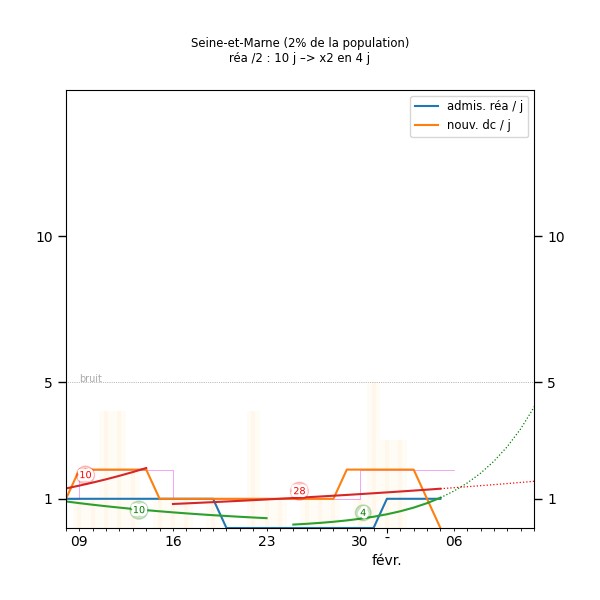 Seine-et-Marne (2% de la population)
réa /2 : 10 j −> x2 en 4 j
admis. réa / j
nouv. dc / j
10 10
bruit
5 5
10
28
10
4
1 1
09 16 23 30 - 06
févr.